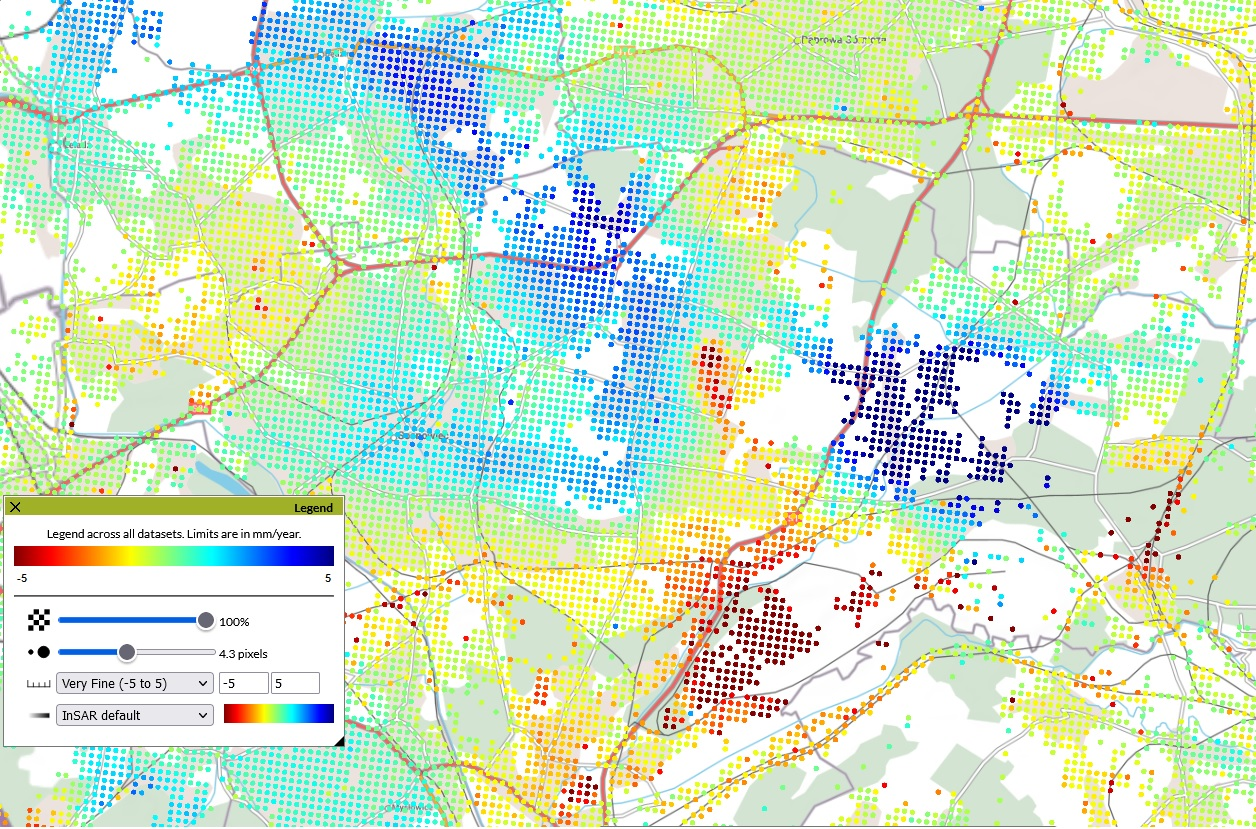 Dąbrowa Górnicza
Legend
Legend across all datasets. Limits are in mm/year.
-5
5
100%
4.3 pixels
Very Fine (-5 to 5)
-5
5
InSAR default
Mysłowice